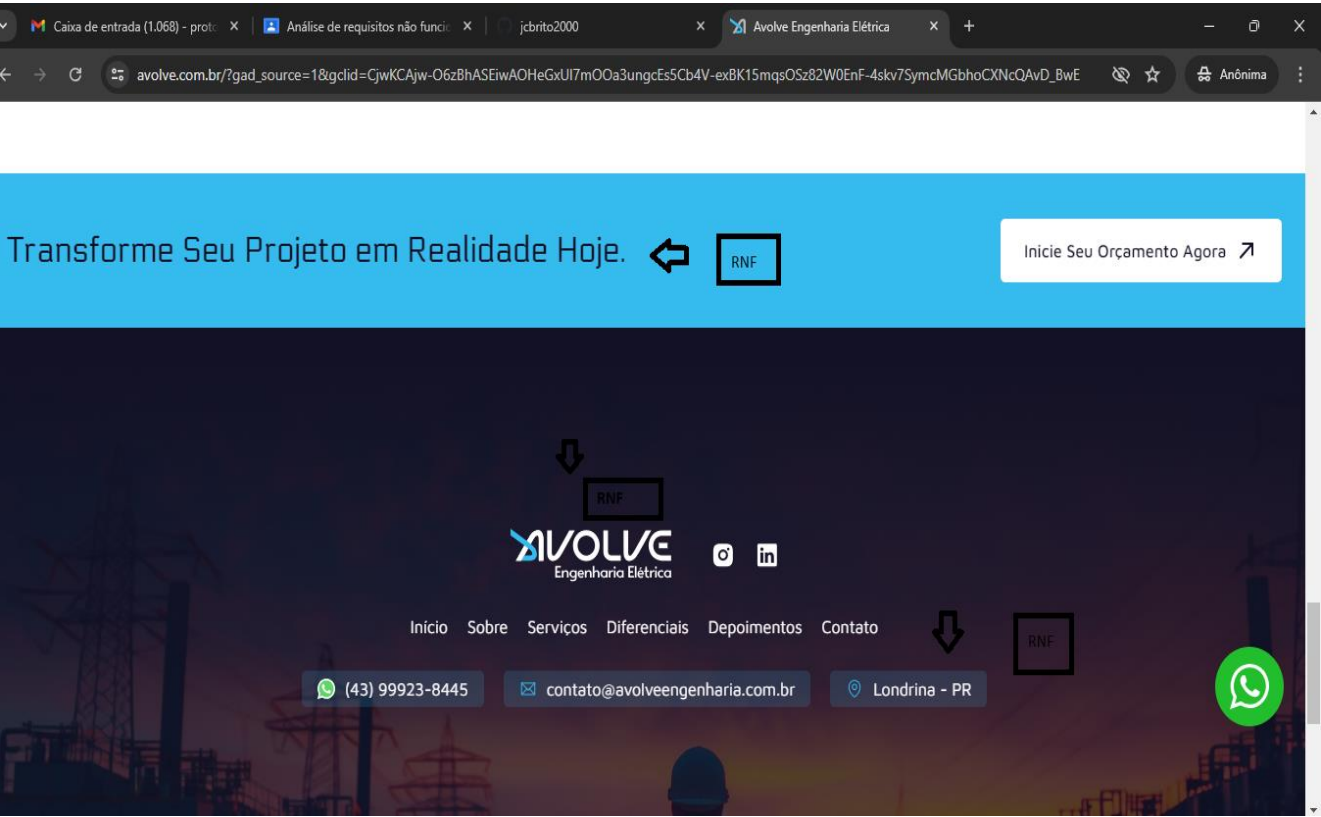 Caixa de entrada (1.068) - proto
Análise de requisitos não funcio
jcbrito2000
Avolve Engenharia Elétrica
avolve.com.br/?gad_source=1&gclid=CjwKCAjw-O6zBhASEiwAOHeGxUI7mOOa3ungcEs5Cb4V-exBK15mqsOSz82W0EnF-4skv7SymcMGbhoCXNcQAvD_BwE
Anônima
Transforme Seu Projeto em Realidade Hoje.
RNF
Inicie Seu Orçamento Agora
RNF
AVOLVE
Engenharia Elétrica
in
Início Sobre Serviços Diferenciais Depoimentos Contato
RNF
(43) 99923-8445
contato@avolveengenharia.com.br
Londrina - PR